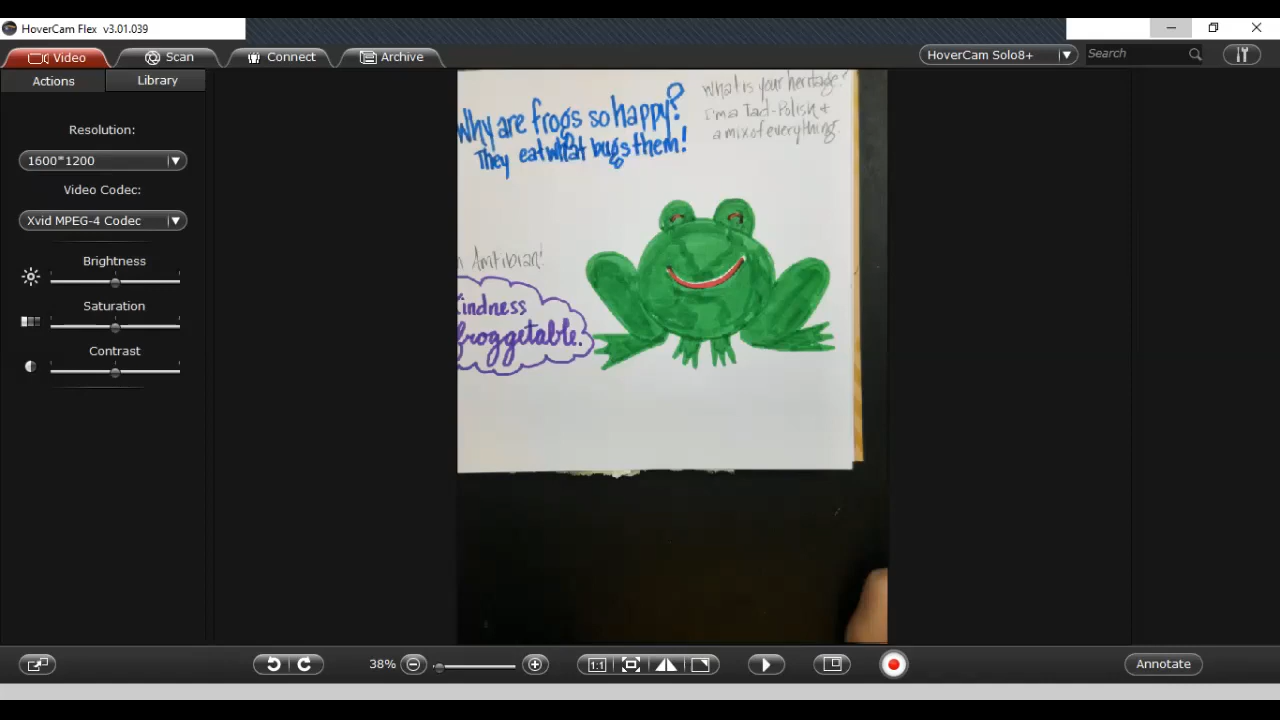 HoverCam Flex v3.01.039
Video
Scan
Connect
Archive
HoverCam Solo8+
Search
Actions
Library
Resolution:
1600*1200
Video Codec:
Xvid MPEG-4 Codec
Brightness
Saturation
Contrast
Why are frogs so happy?
They eat what bugs them!
What is your heritage?
I'm a Tad-Polish +
a mix of everything.
Amfibian!
Kindness
froggetable.
38%
1:1
Annotate